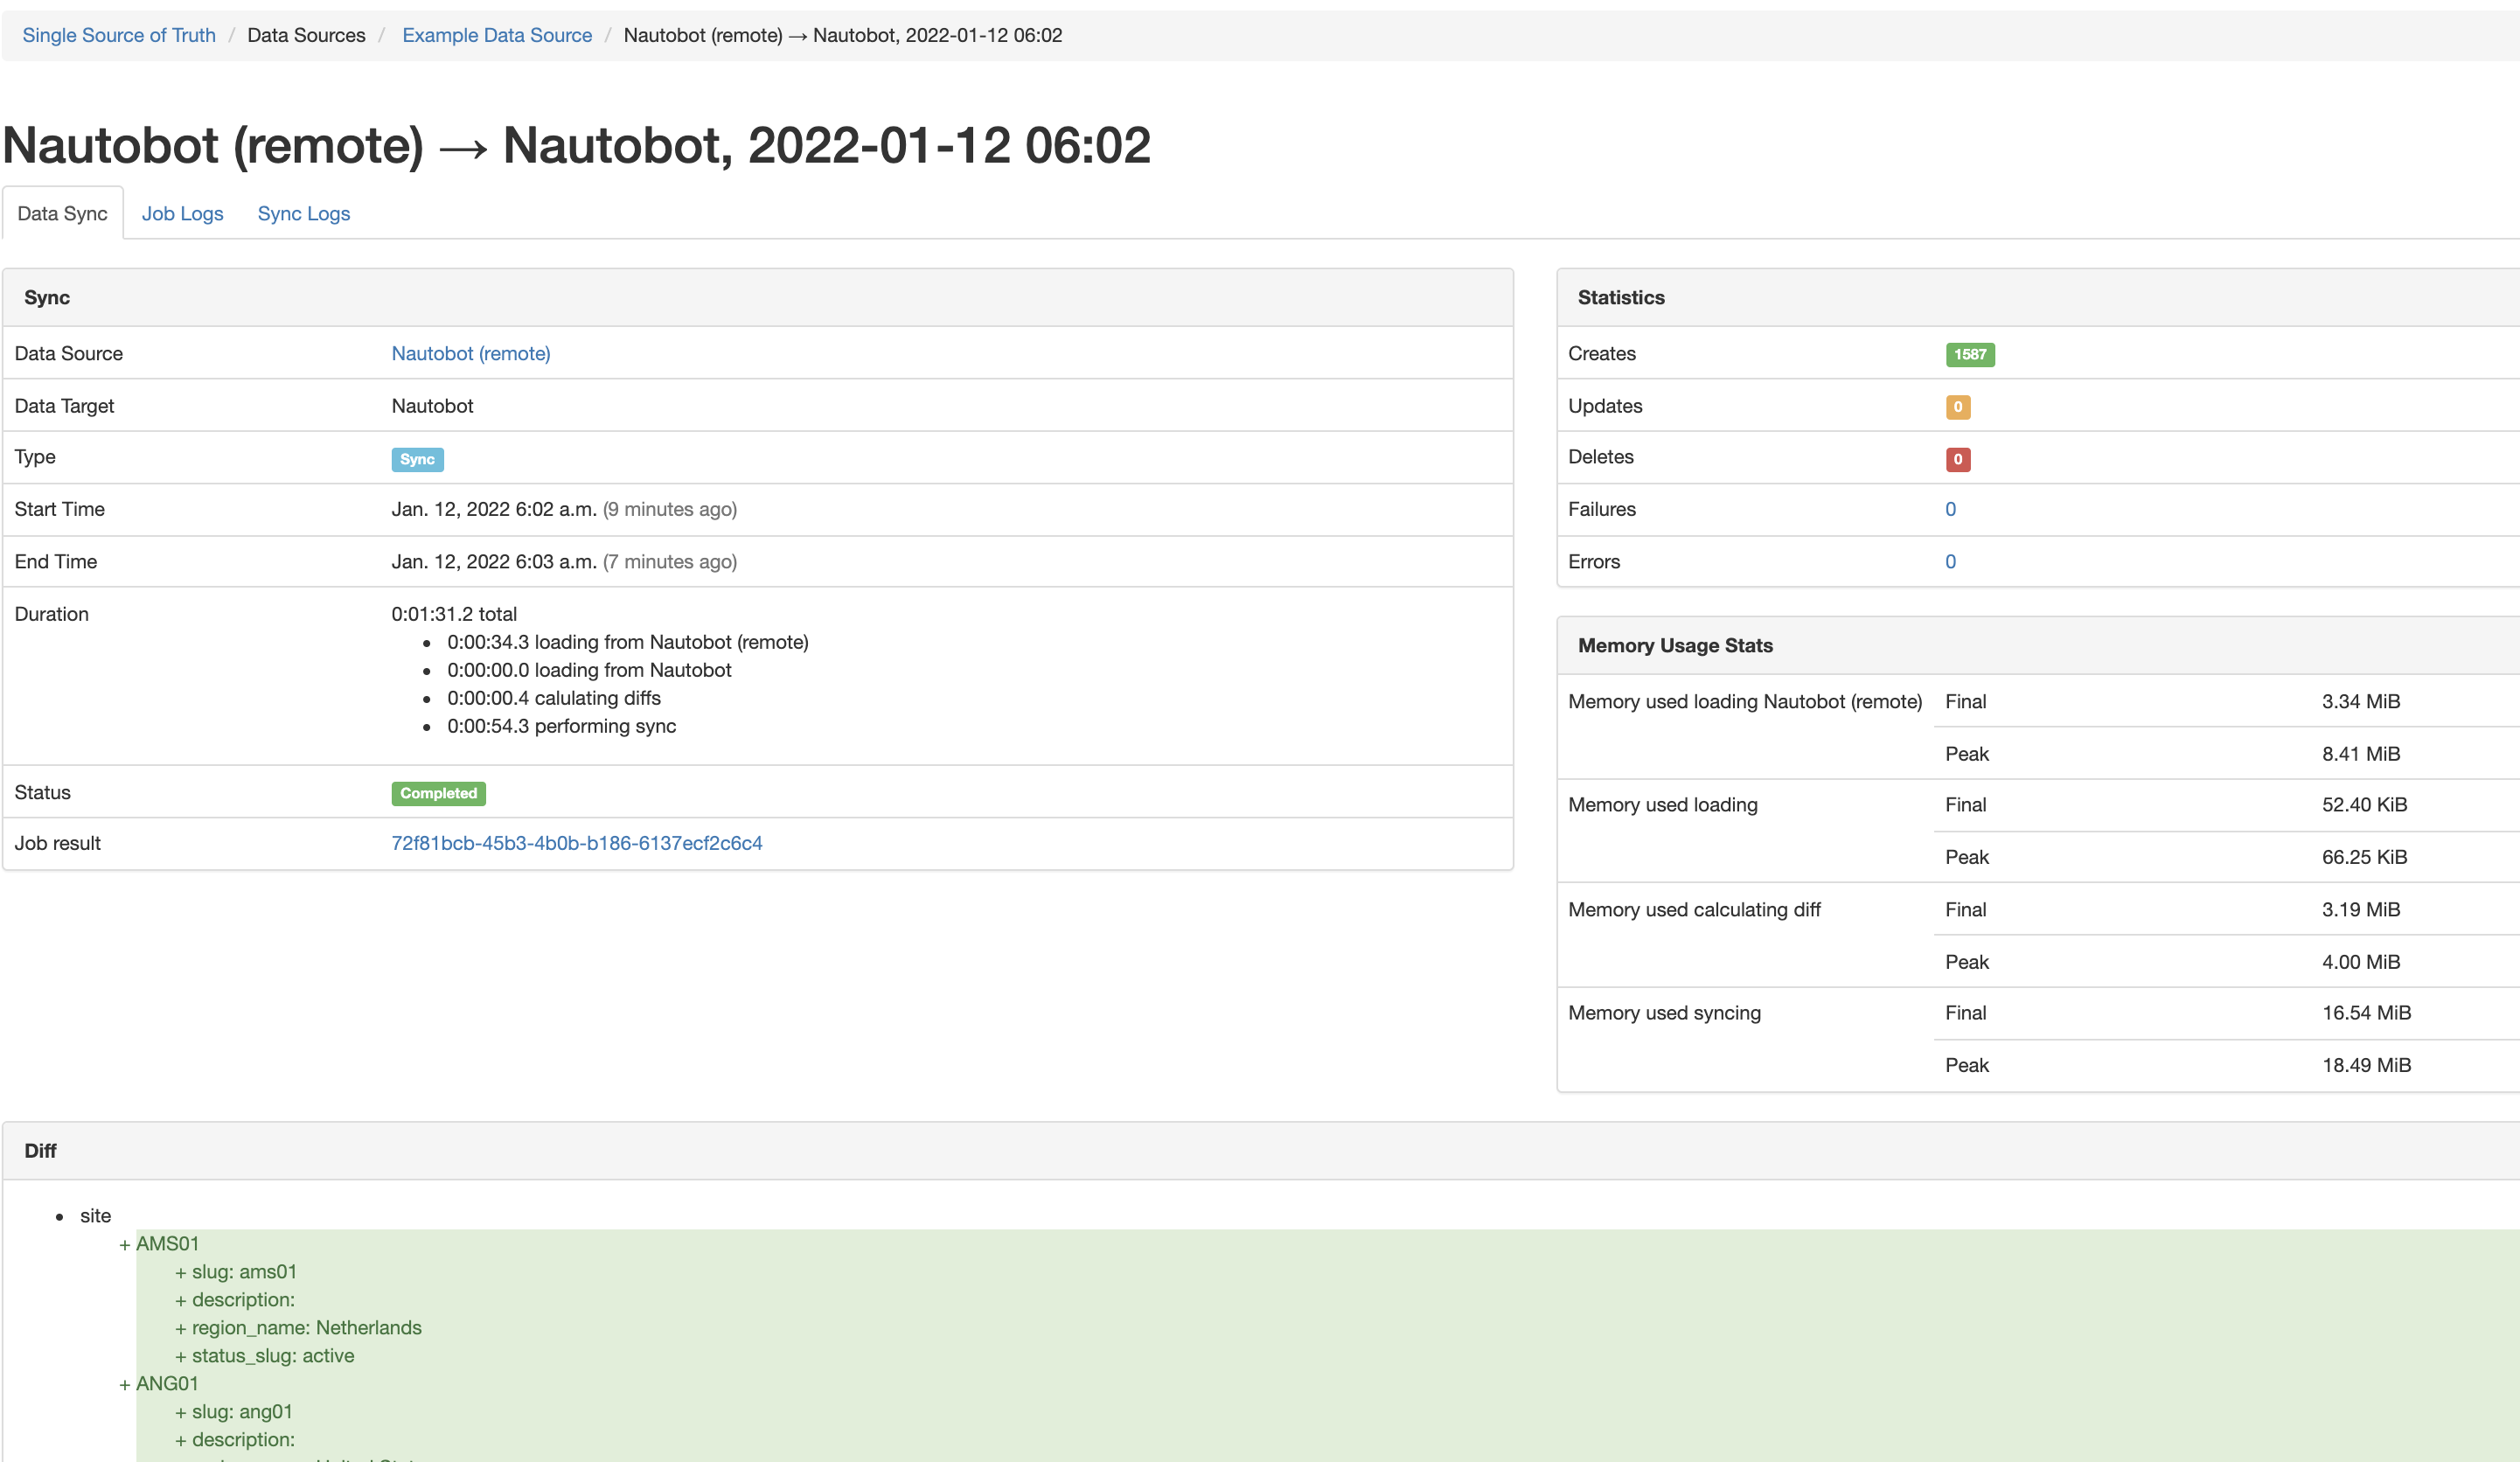 Single Source of Truth / Data Sources / Example Data Source / Nautobot (remote) → Nautobot, 2022-01-12 06:02
Nautobot (remote) → Nautobot, 2022-01-12 06:02
Data Sync Job Logs Sync Logs
Sync
Data Source Nautobot (remote)
Data Target Nautobot
Type Sync
Start Time Jan. 12, 2022 6:02 a.m. (9 minutes ago)
End Time Jan. 12, 2022 6:03 a.m. (7 minutes ago)
Duration 0:01:31.2 total
• 0:00:34.3 loading from Nautobot (remote)
• 0:00:00.0 loading from Nautobot
• 0:00:00.4 calulating diffs
• 0:00:54.3 performing sync
Status Completed
Job result 72f81bcb-45b3-4b0b-b186-6137ecf2c6c4
Statistics
Creates 1587
Updates 0
Deletes 0
Failures 0
Errors 0
Memory Usage Stats
Memory used loading Nautobot (remote) Final 3.34 MiB
Peak 8.41 MiB
Memory used loading Final 52.40 KiB
Peak 66.25 KiB
Memory used calculating diff Final 3.19 MiB
Peak 4.00 MiB
Memory used syncing Final 16.54 MiB
Peak 18.49 MiB
Diff
• site
+ AMS01
+ slug: ams01
+ description:
+ region_name: Netherlands
+ status_slug: active
+ ANG01
+ slug: ang01
+ description: